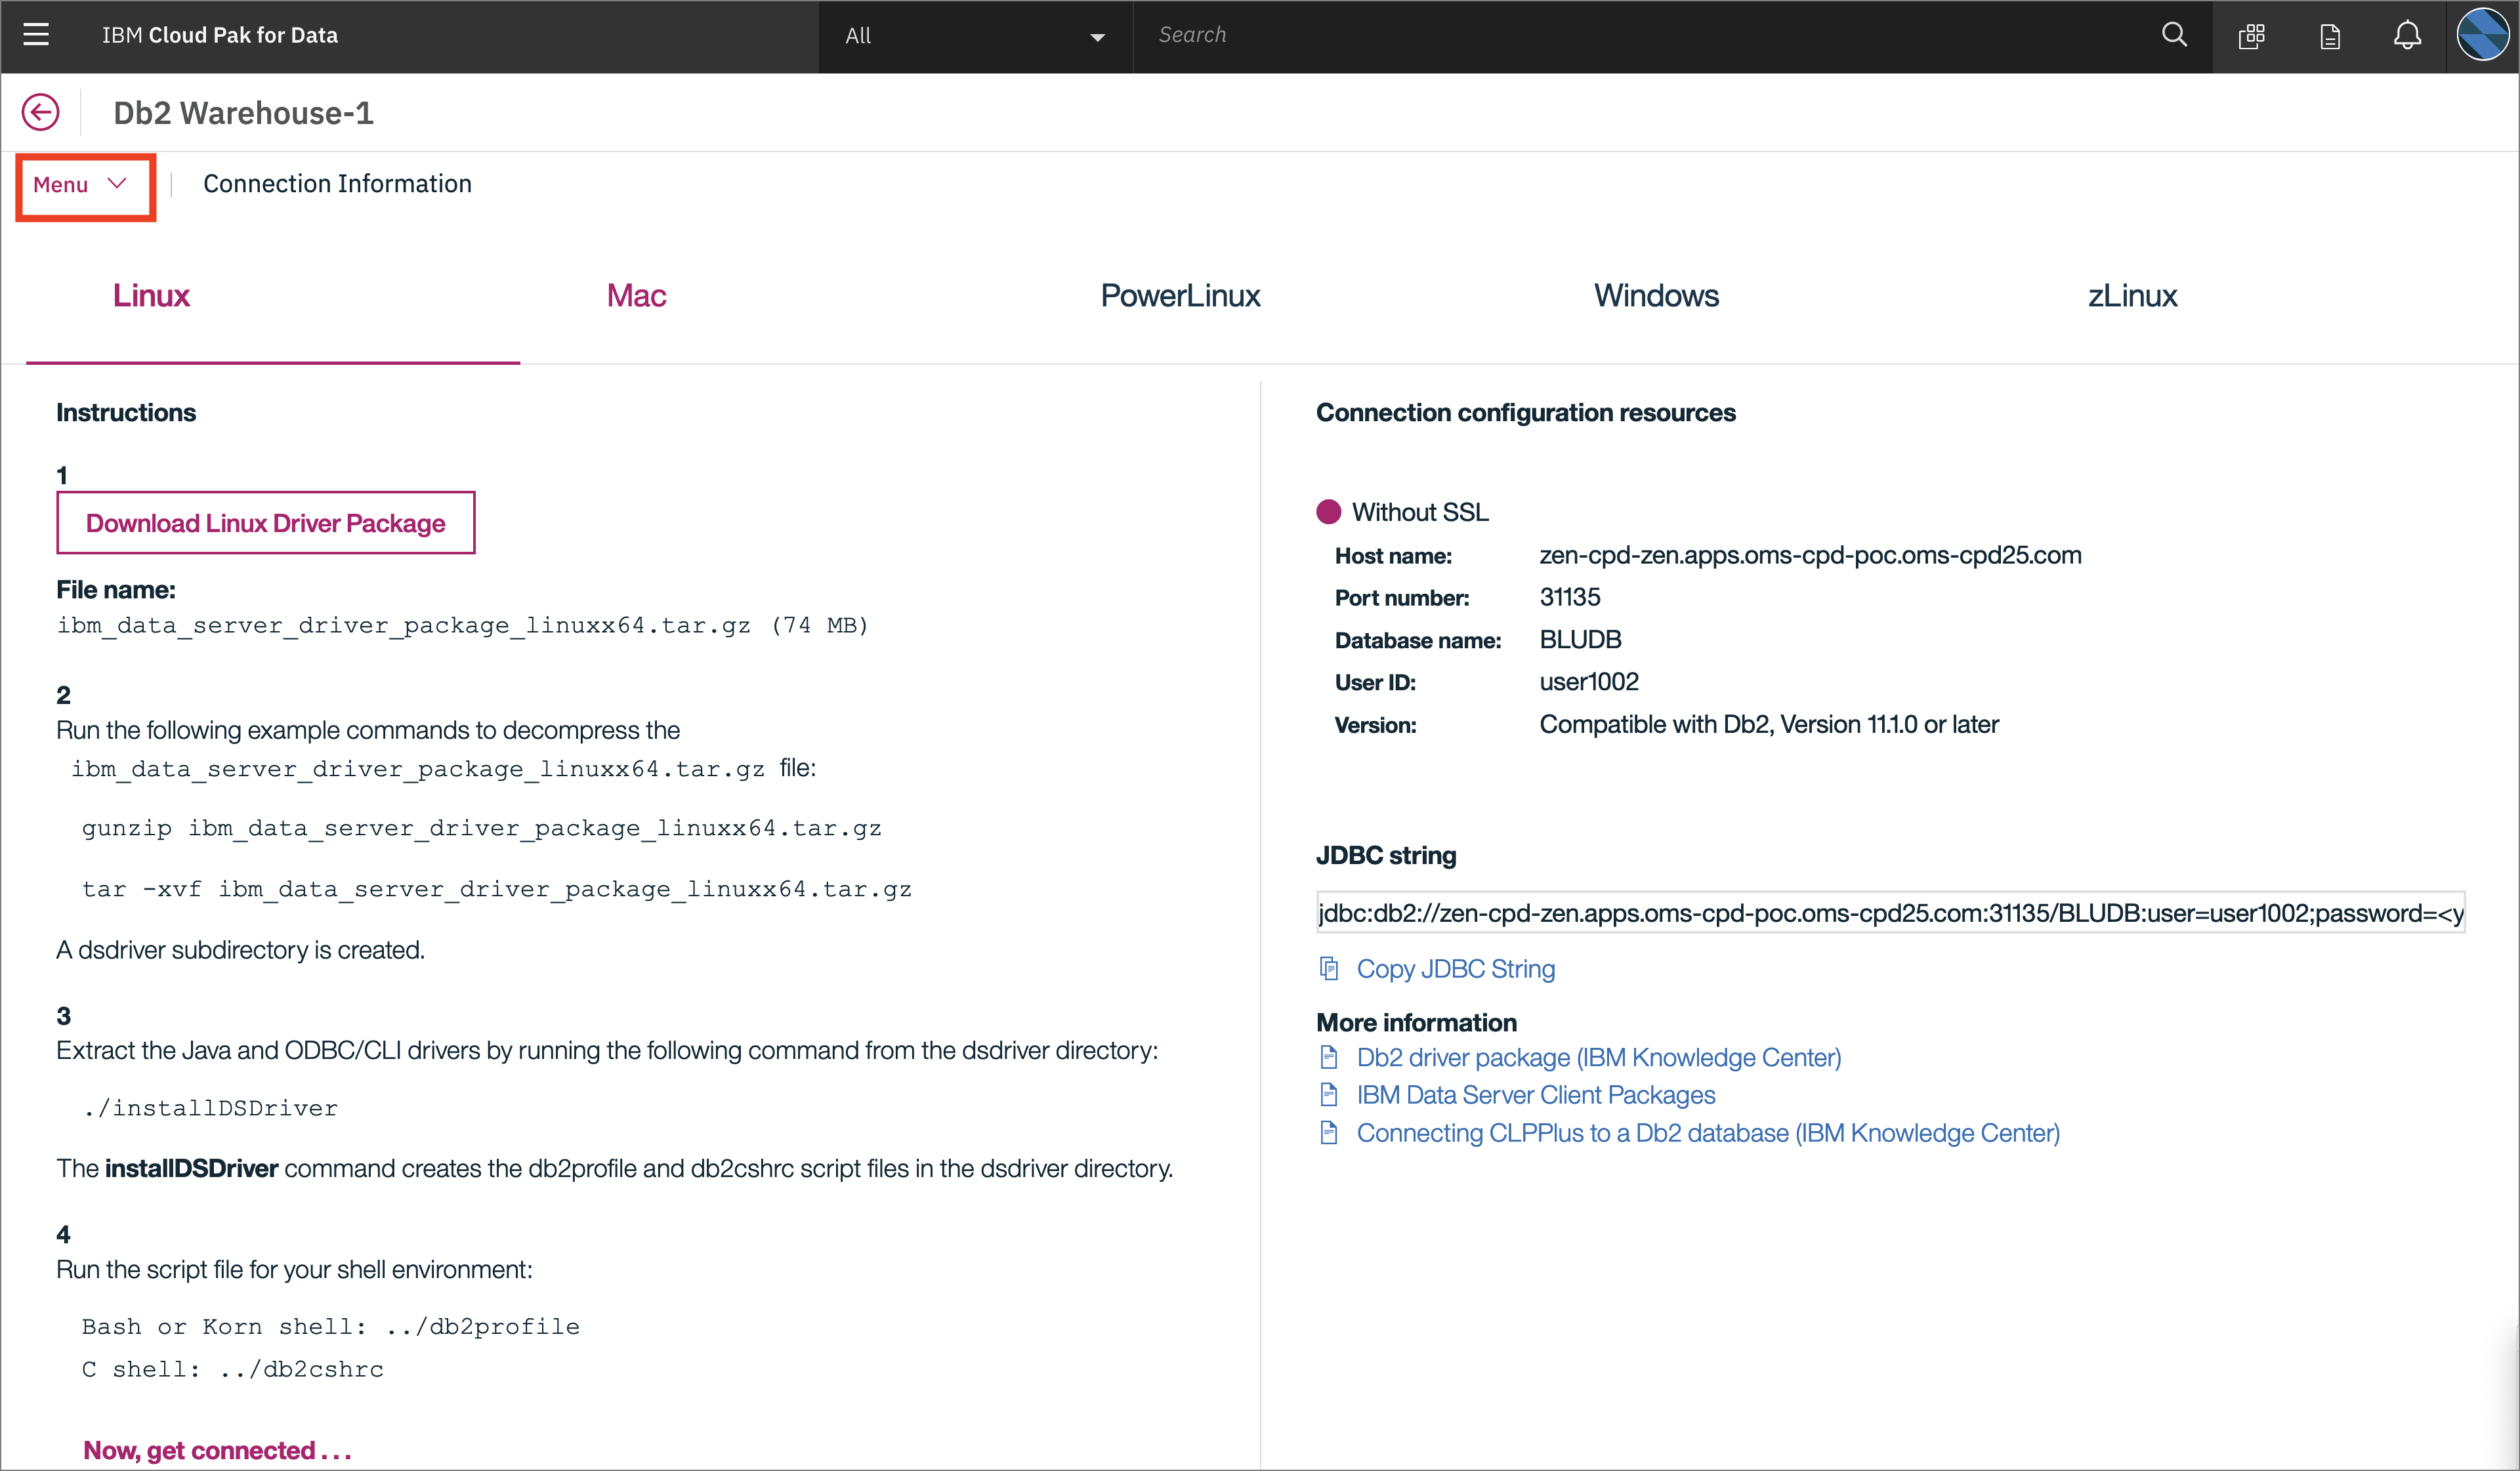 IBM Cloud Pak for Data
All
Search
Db2 Warehouse-1
Menu
Connection Information
Linux
Mac
PowerLinux
Windows
zLinux
Instructions
1
Download Linux Driver Package
File name:
ibm_data_server_driver_package_linuxx64.tar.gz (74 MB)
2
Run the following example commands to decompress the
ibm_data_server_driver_package_linuxx64.tar.gz file:
gunzip ibm_data_server_driver_package_linuxx64.tar.gz
tar -xvf ibm_data_server_driver_package_linuxx64.tar.gz
A dsdriver subdirectory is created.
3
Extract the Java and ODBC/CLI drivers by running the following command from the dsdriver directory:
./installDSDriver
The installDSDriver command creates the db2profile and db2cshrc script files in the dsdriver directory.
4
Run the script file for your shell environment:
Bash or Korn shell: ../db2profile
C shell: ../db2cshrc
Now, get connected . . .
Connection configuration resources
Without SSL
Host name: zen-cpd-zen.apps.oms-cpd-poc.oms-cpd25.com
Port number: 31135
Database name: BLUDB
User ID: user1002
Version: Compatible with Db2, Version 11.1.0 or later
JDBC string
jdbc:db2://zen-cpd-zen.apps.oms-cpd-poc.oms-cpd25.com:31135/BLUDB:user=user1002;password=<y
Copy JDBC String
More information
Db2 driver package (IBM Knowledge Center)
IBM Data Server Client Packages
Connecting CLPPlus to a Db2 database (IBM Knowledge Center)